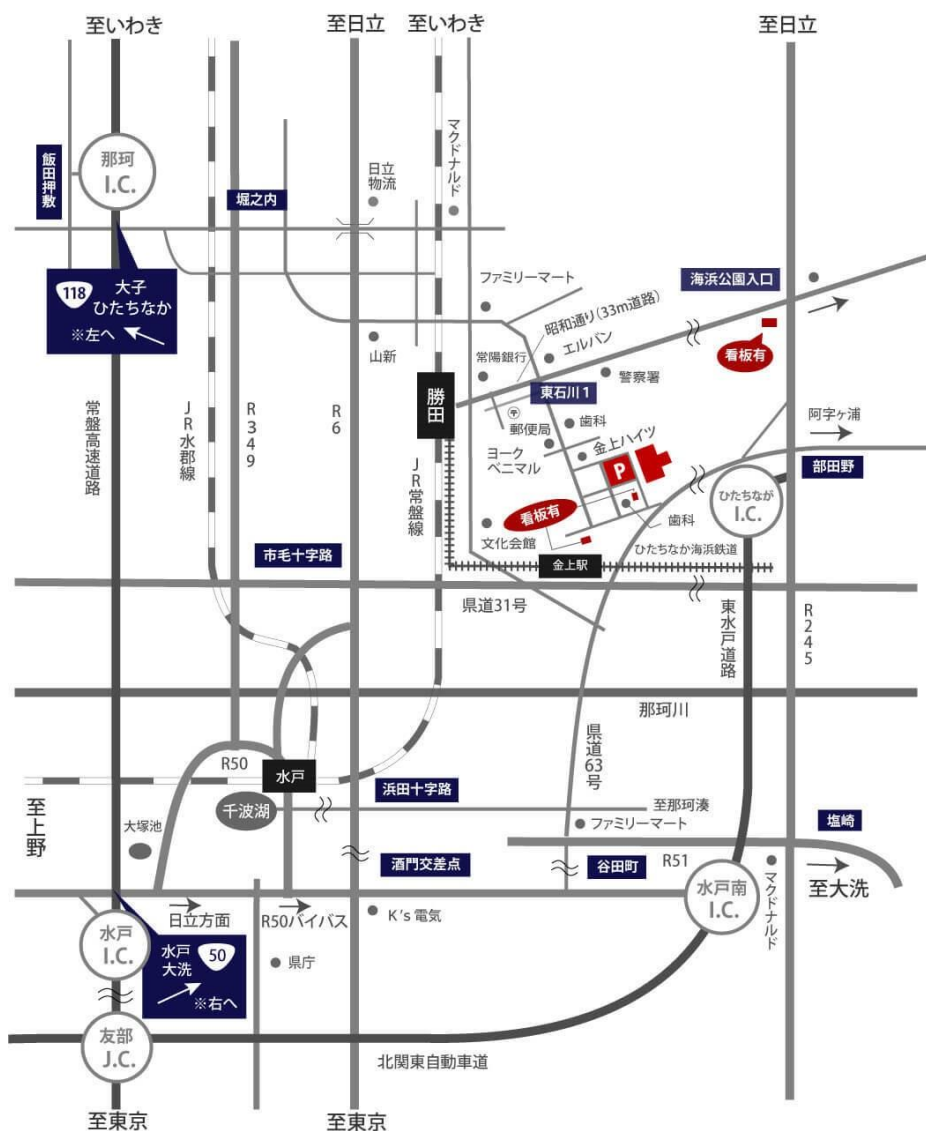 至いわき
至日立
至いわき
至日立
飯田押敷
那珂
I.C.
堀之内
日立
物流
マクドナルド
118
大子
ひたちなか
※左へ
ファミリーマート
昭和通り(33m道路)
海浜公園入口
看板有
山新
常陽銀行
エルバン
警察署
東石川1
勝田
〒
郵便局
歯科
ヨーク
ベニマル
金上ハイツ
P
阿字ヶ浦
部田野
常盤高速道路
JR水郡線
R349
R6
JR常盤線
看板有
歯科
文化会館
ひたちなが
I.C.
ひたちなか海浜鉄道
金上駅
市毛十字路
県道31号
東水戸道路
R245
那珂川
県道63号
R50
水戸
浜田十字路
千波湖
至那珂湊
至上野
大塚池
ファミリーマート
塩崎
酒門交差点
谷田町
R51
水戸南
I.C.
マクドナルド
至大洗
日立方面
R50バイバス
K's 電気
水戸
I.C.
水戸
大洗
50
※右へ
県庁
友部
J.C.
北関東自動車道
至東京
至東京